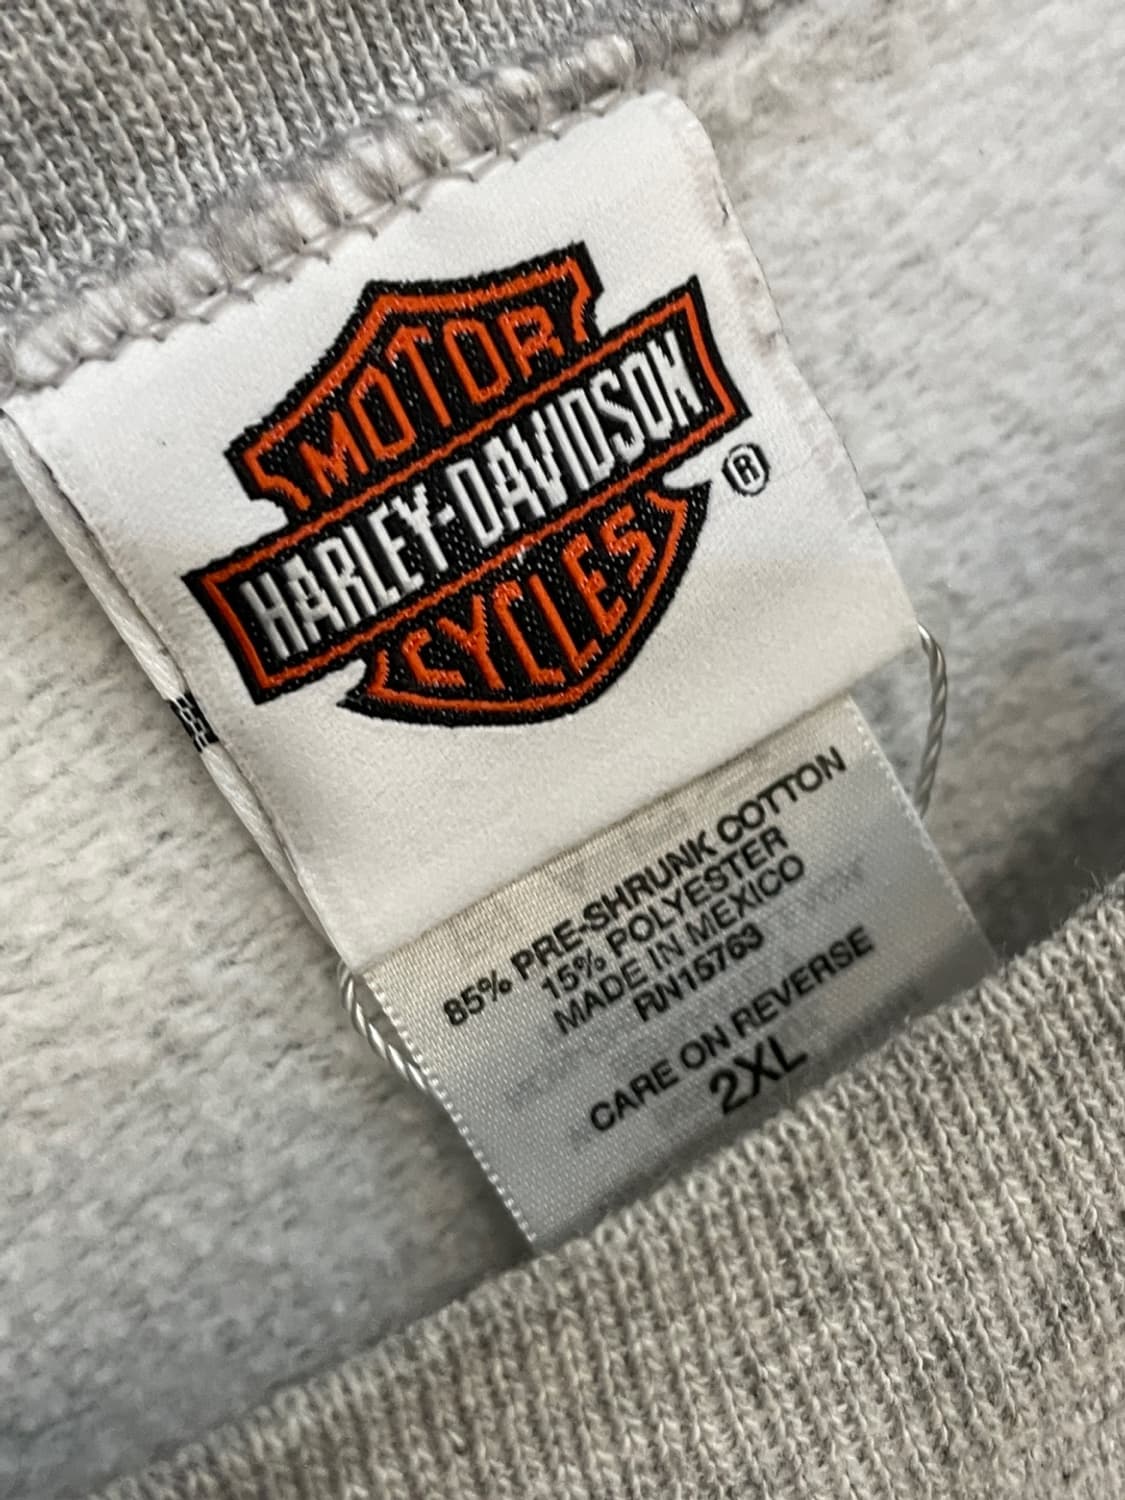 MOTOR
HARLEY-DAVIDSON
CYCLES
®
85% PRE-SHRUNK COTTON
15% POLYESTER
MADE IN MEXICO
RN15763
CARE ON REVERSE
2XL